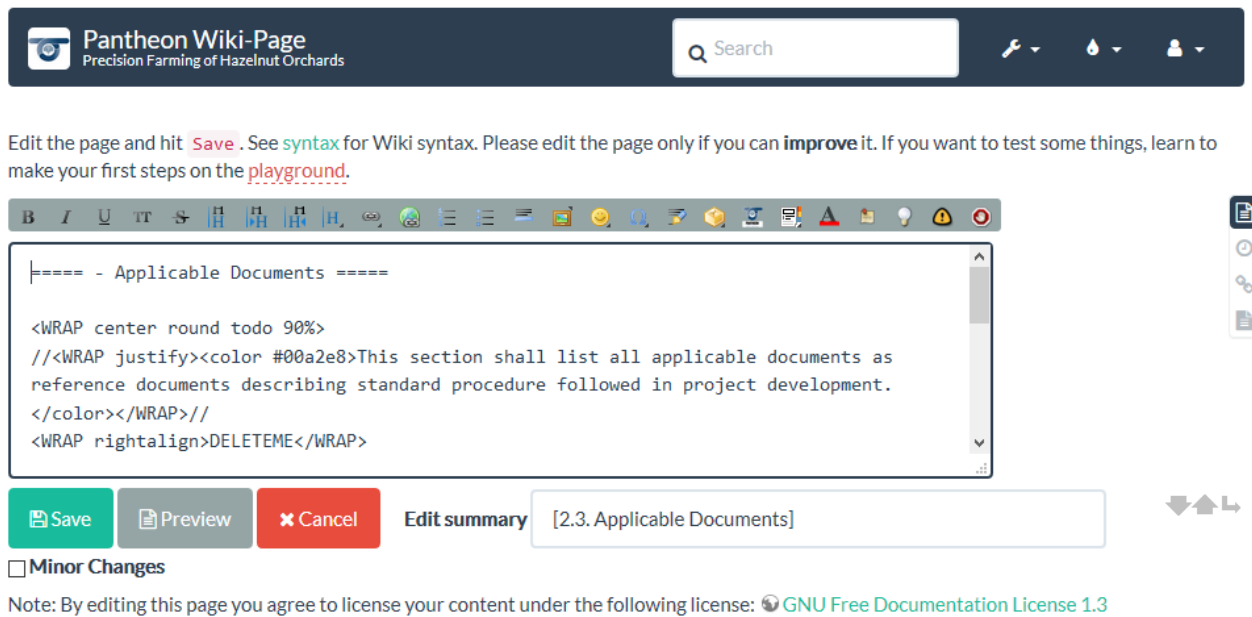 Pantheon Wiki-Page
Precision Farming of Hazelnut Orchards
Search
Edit the page and hit Save. See syntax for Wiki syntax. Please edit the page only if you can improve it. If you want to test some things, learn to
make your first steps on the playground.
B I U TT S H H H H
===== - Applicable Documents =====
<WRAP center round todo 90%>
//<WRAP justify><color #00a2e8>This section shall list all applicable documents as
reference documents describing standard procedure followed in project development.
</color></WRAP>//
<WRAP rightalign>DELETEME</WRAP>
Save Preview Cancel Edit summary [2.3. Applicable Documents]
Minor Changes
Note: By editing this page you agree to license your content under the following license: GNU Free Documentation License 1.3